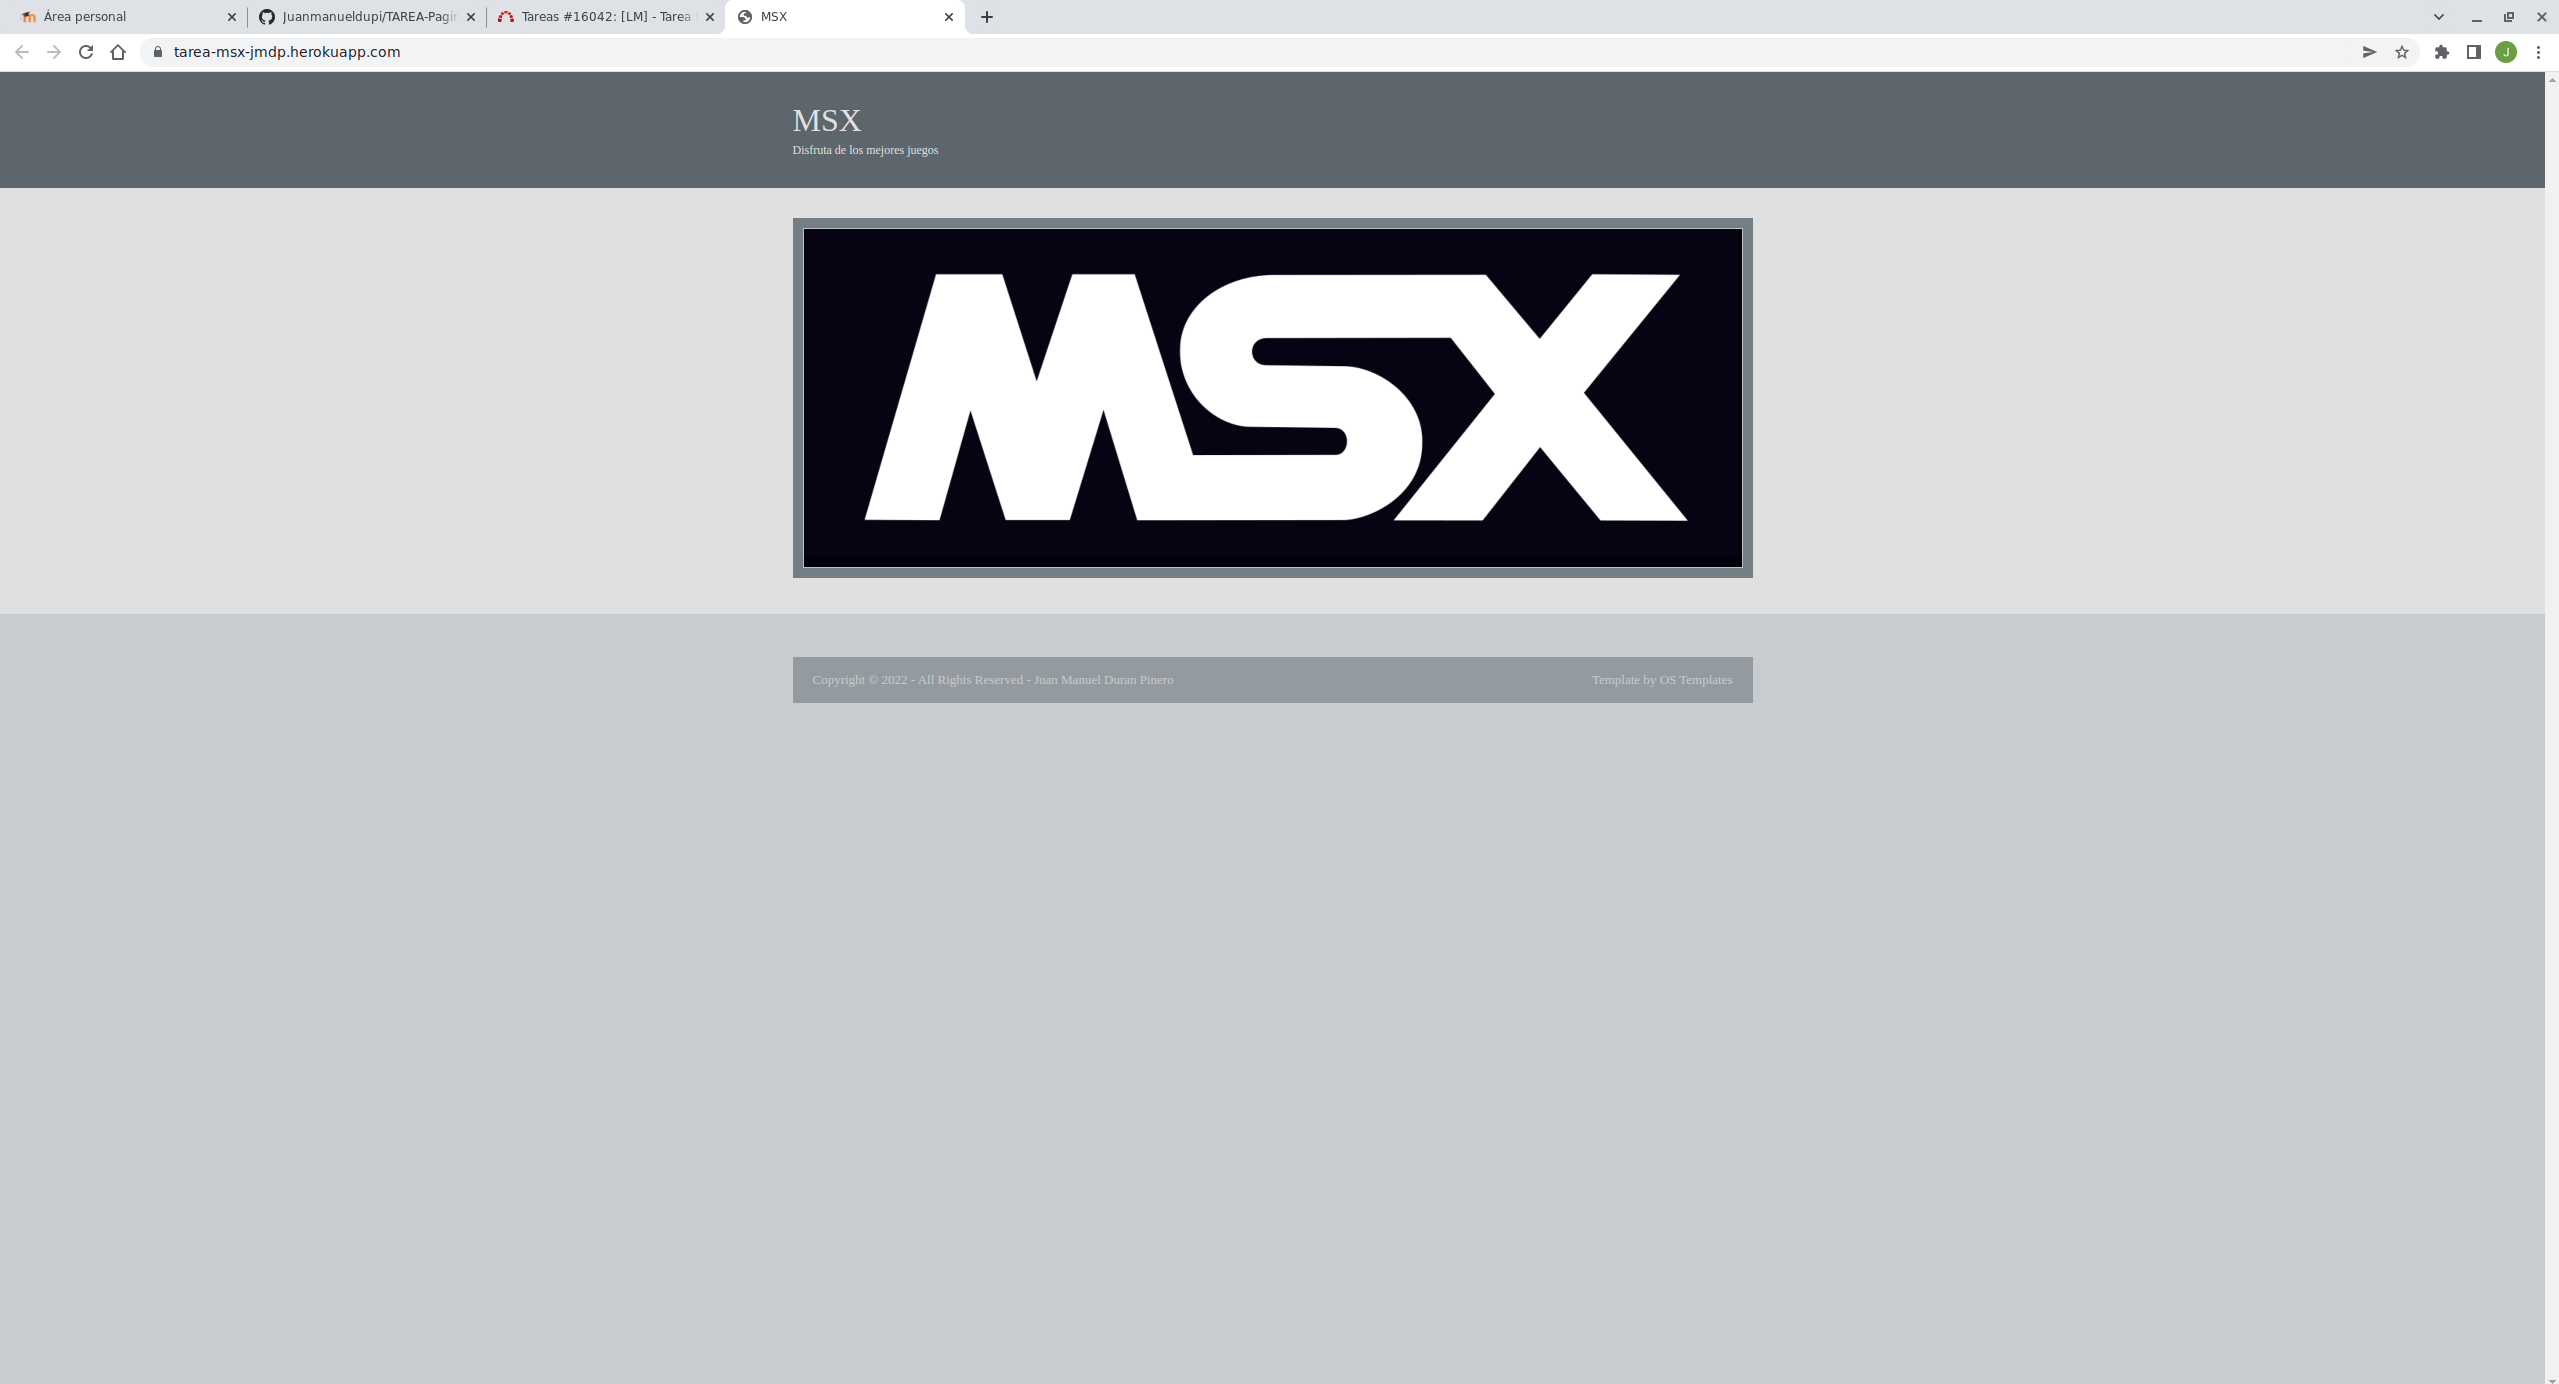 Área personal
Juanmanueldupi/TAREA-Pagin
Tareas #16042: [LM] - Tarea
MSX
tarea-msx-jmdp.herokuapp.com
J
MSX
Disfruta de los mejores juegos
MSX
Copyright © 2022 - All Rights Reserved - Juan Manuel Duran Pinero
Template by OS Templates